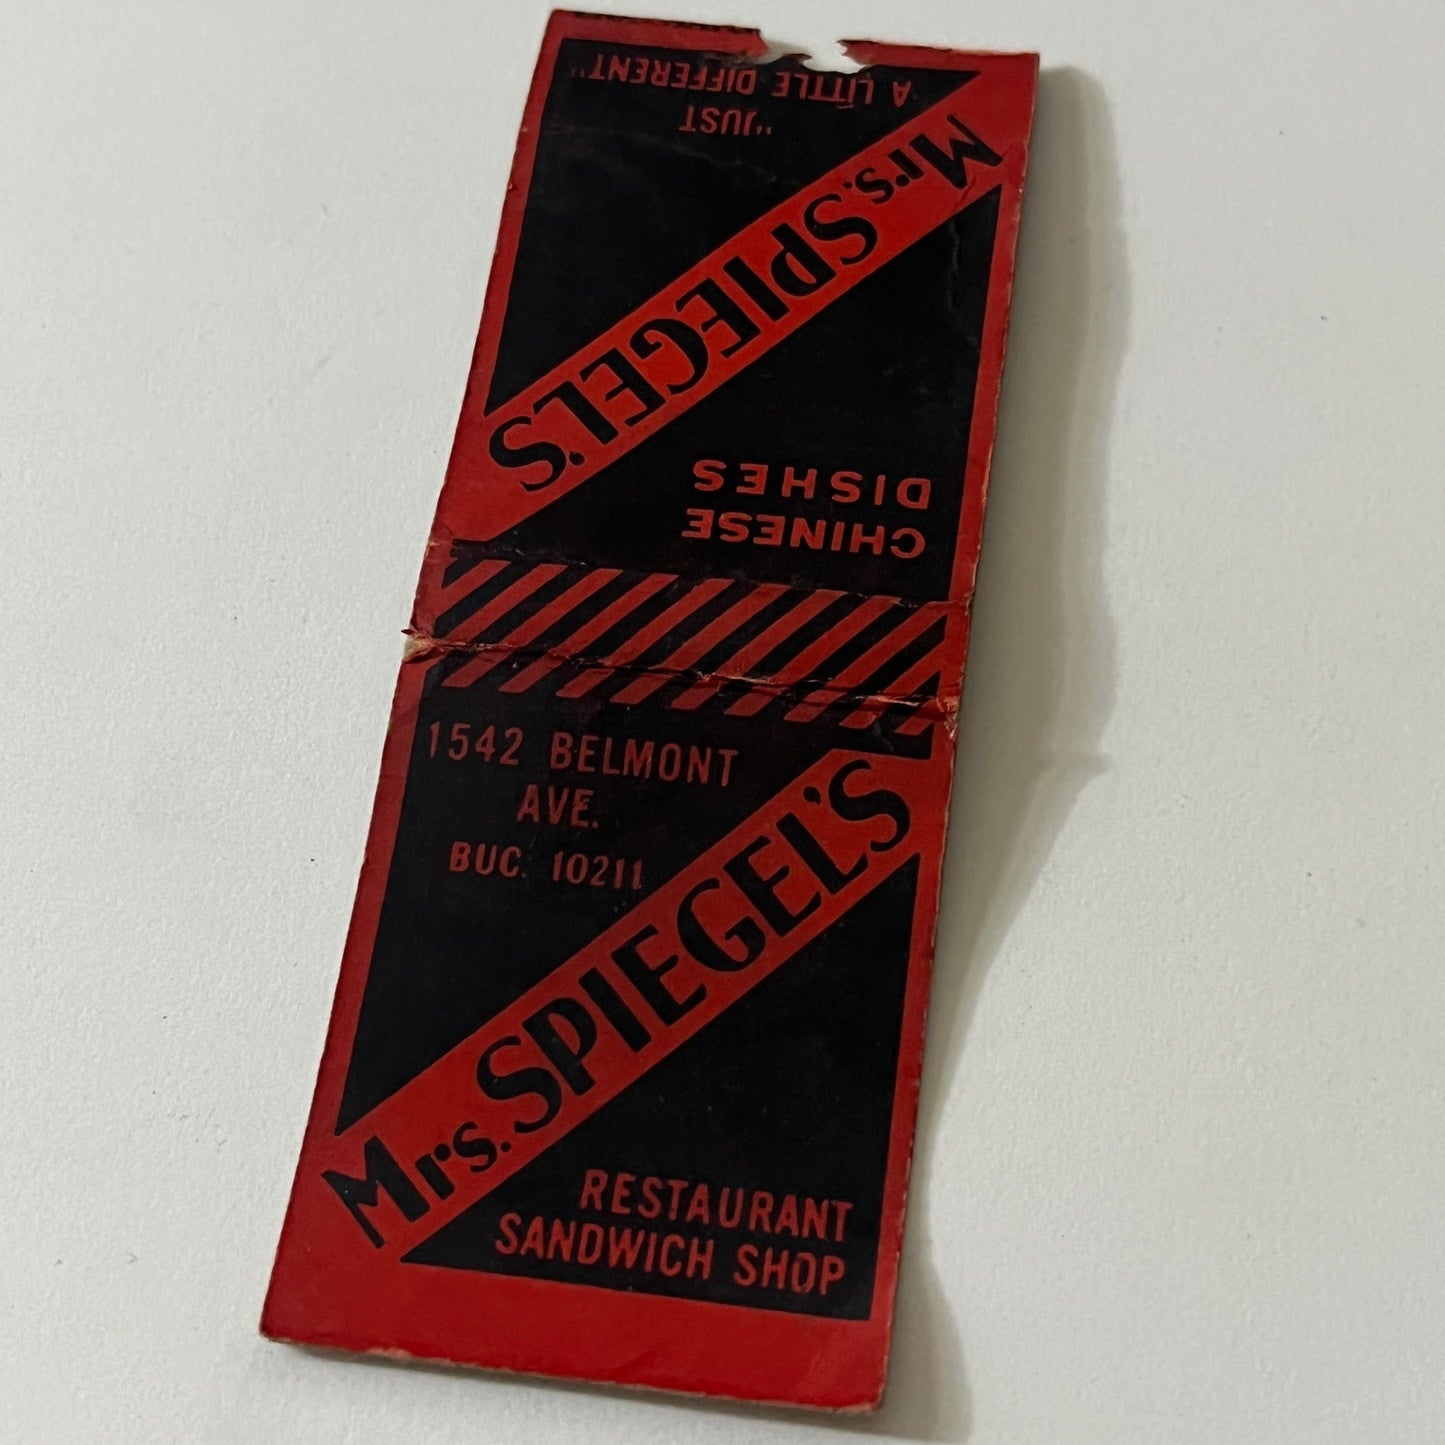 "JUST
A LITTLE DIFFERENT"
Mrs. SPIEGEL'S
CHINESE
DISHES
1542 BELMONT
AVE.
BUC. 10211
Mrs. SPIEGEL'S
RESTAURANT
SANDWICH SHOP